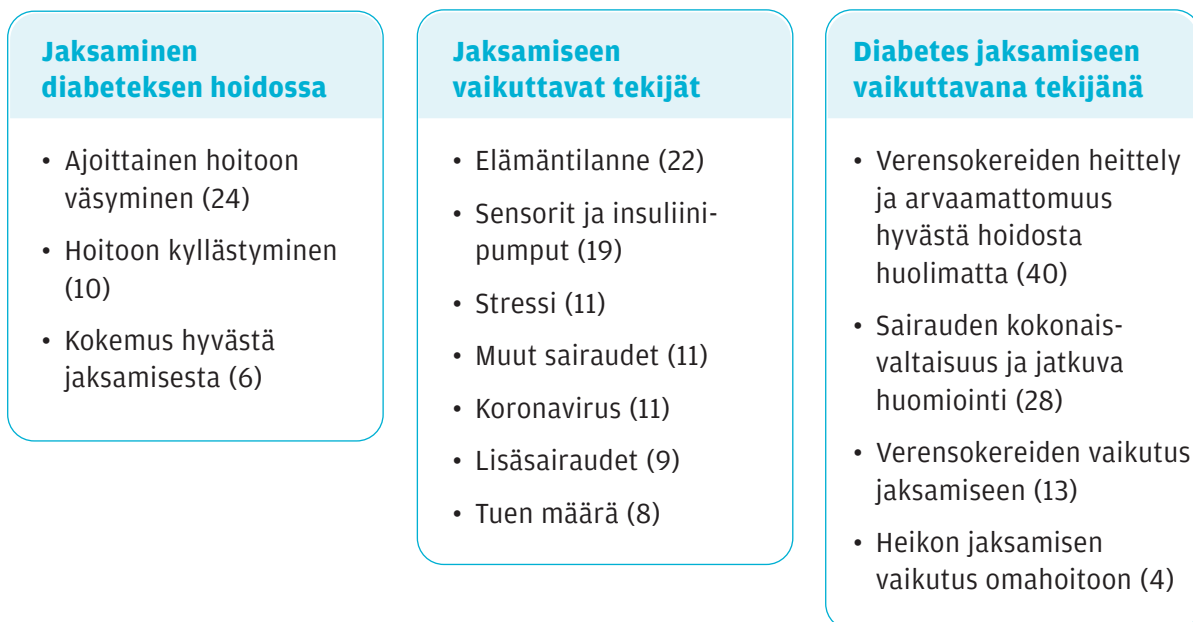 Jaksaminen
diabeteksen hoidossa
• Ajoittainen hoitoon
väsyminen (24)
• Hoitoon kyllästyminen
(10)
• Kokemus hyvästä
jaksamisesta (6)
Jaksamiseen
vaikuttavat tekijät
• Elämäntilanne (22)
• Sensorit ja insuliini-
pumput (19)
• Stressi (11)
• Muut sairaudet (11)
• Koronavirus (11)
• Lisäsairaudet (9)
• Tuen määrä (8)
Diabetes jaksamiseen
vaikuttavana tekijänä
• Verensokereiden heittely
ja arvaamattomuus
hyvästä hoidosta
huolimatta (40)
• Sairauden kokonais-
valtaisuus ja jatkuva
huomiointi (28)
• Verensokereiden vaikutus
jaksamiseen (13)
• Heikon jaksamisen
vaikutus omahoitoon (4)